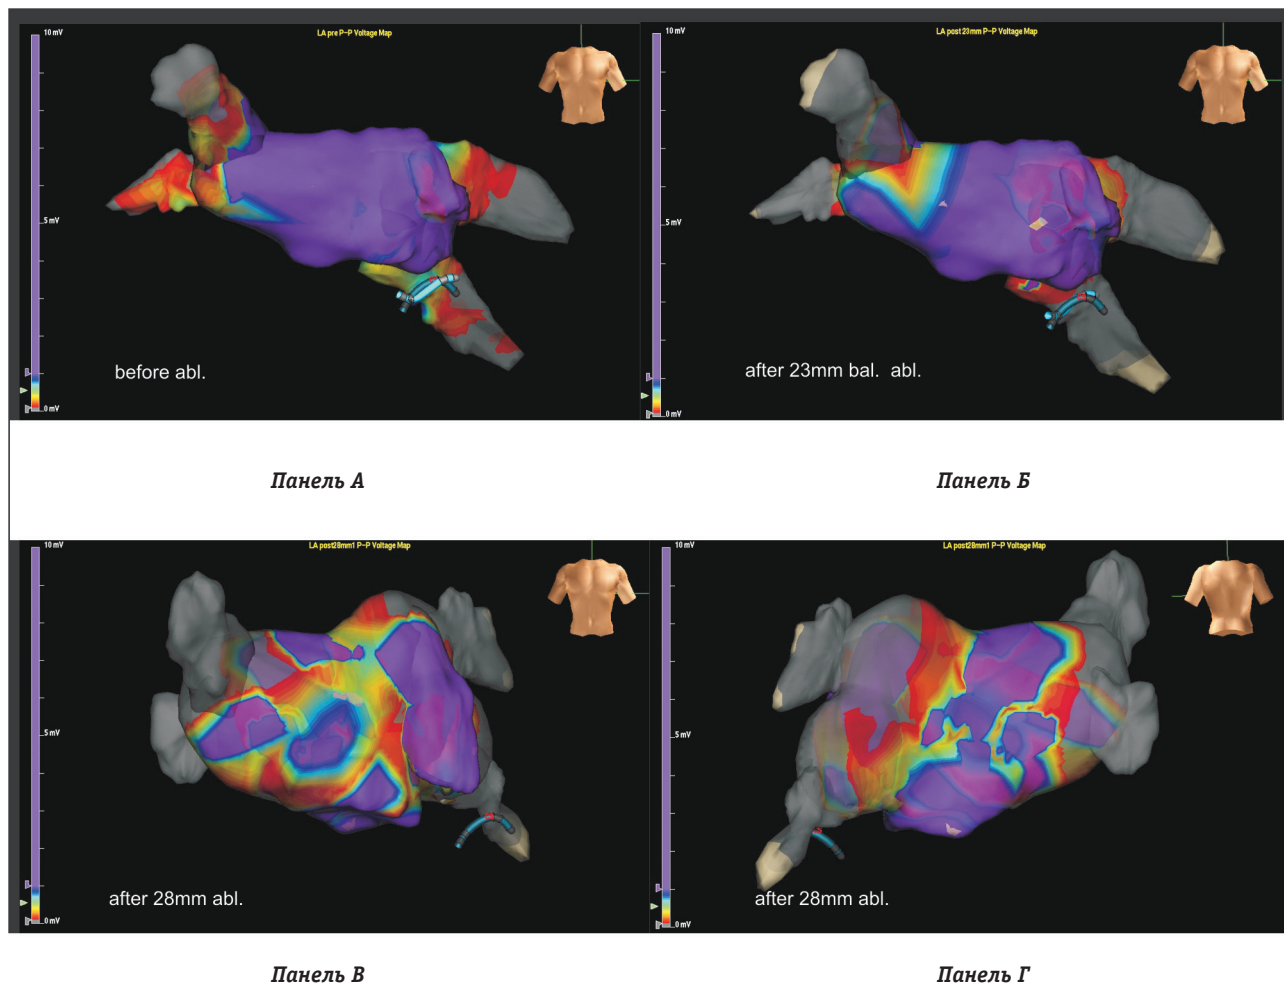 LA pre P-P Voltage Map
10 mV
5 mV
0 mV
before abl.
LA post 23mm P-P Voltage Map
10 mV
5 mV
0 mV
after 23mm bal. abl.
Панель А
Панель Б
LA post28mm1 P-P Voltage Map
10 mV
5 mV
0 mV
after 28mm abl.
LA post28mm1 P-P Voltage Map
10 mV
5 mV
0 mV
after 28mm abl.
Панель В
Панель Г